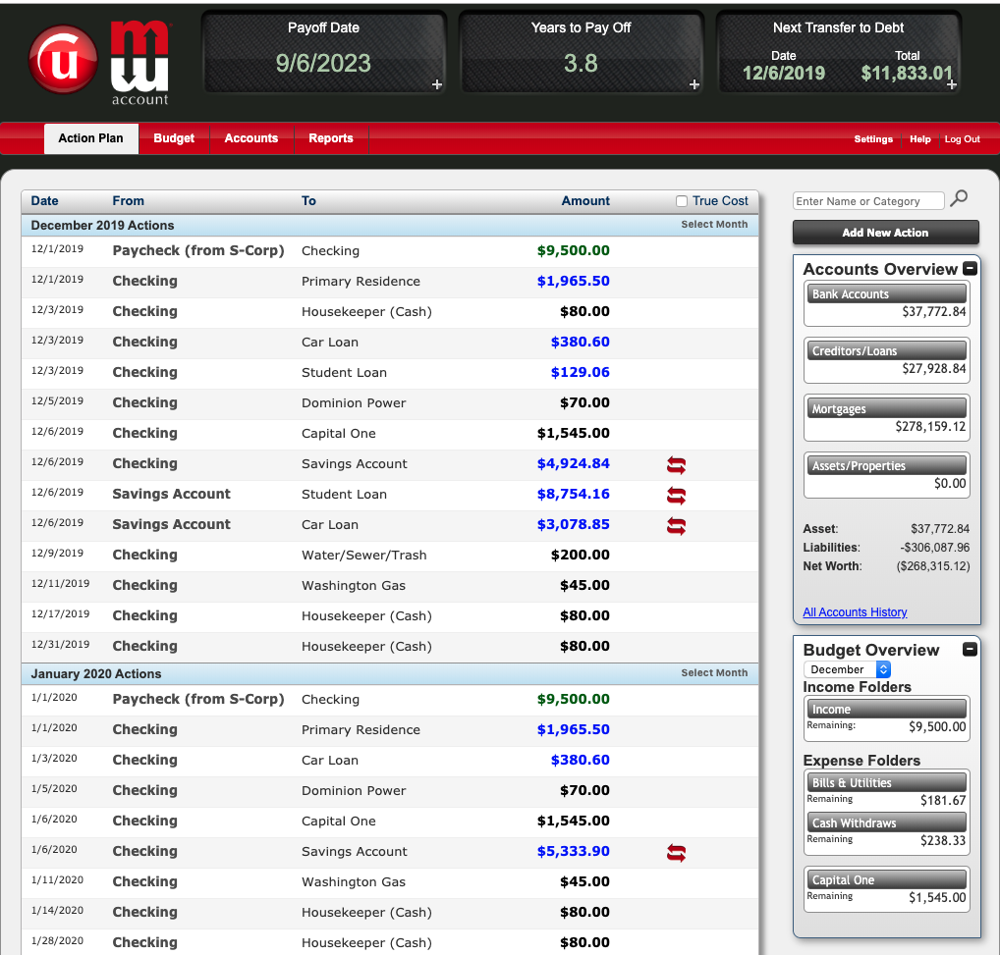 u
mw
account
Payoff Date
9/6/2023
+
Years to Pay Off
3.8
+
Next Transfer to Debt
Date Total
12/6/2019 $11,833.01
+
Action Plan Budget Accounts Reports Settings Help Log Out
Date From To Amount True Cost
December 2019 Actions Select Month
12/1/2019 Paycheck (from S-Corp) Checking $9,500.00
12/1/2019 Checking Primary Residence $1,965.50
12/3/2019 Checking Housekeeper (Cash) $80.00
12/3/2019 Checking Car Loan $380.60
12/3/2019 Checking Student Loan $129.06
12/5/2019 Checking Dominion Power $70.00
12/6/2019 Checking Capital One $1,545.00
12/6/2019 Checking Savings Account $4,924.84
12/6/2019 Savings Account Student Loan $8,754.16
12/6/2019 Savings Account Car Loan $3,078.85
12/9/2019 Checking Water/Sewer/Trash $200.00
12/11/2019 Checking Washington Gas $45.00
12/17/2019 Checking Housekeeper (Cash) $80.00
12/31/2019 Checking Housekeeper (Cash) $80.00
January 2020 Actions Select Month
1/1/2020 Paycheck (from S-Corp) Checking $9,500.00
1/1/2020 Checking Primary Residence $1,965.50
1/3/2020 Checking Car Loan $380.60
1/5/2020 Checking Dominion Power $70.00
1/6/2020 Checking Capital One $1,545.00
1/6/2020 Checking Savings Account $5,333.90
1/11/2020 Checking Washington Gas $45.00
1/14/2020 Checking Housekeeper (Cash) $80.00
1/28/2020 Checking Housekeeper (Cash) $80.00
Enter Name or Category
Add New Action
Accounts Overview
Bank Accounts
$37,772.84
Creditors/Loans
$27,928.84
Mortgages
$278,159.12
Assets/Properties
$0.00
Asset: $37,772.84
Liabilities: -$306,087.96
Net Worth: ($268,315.12)
All Accounts History
Budget Overview
December
Income Folders
Income
Remaining: $9,500.00
Expense Folders
Bills & Utilities
Remaining $181.67
Cash Withdraws
Remaining $238.33
Capital One
Remaining $1,545.00